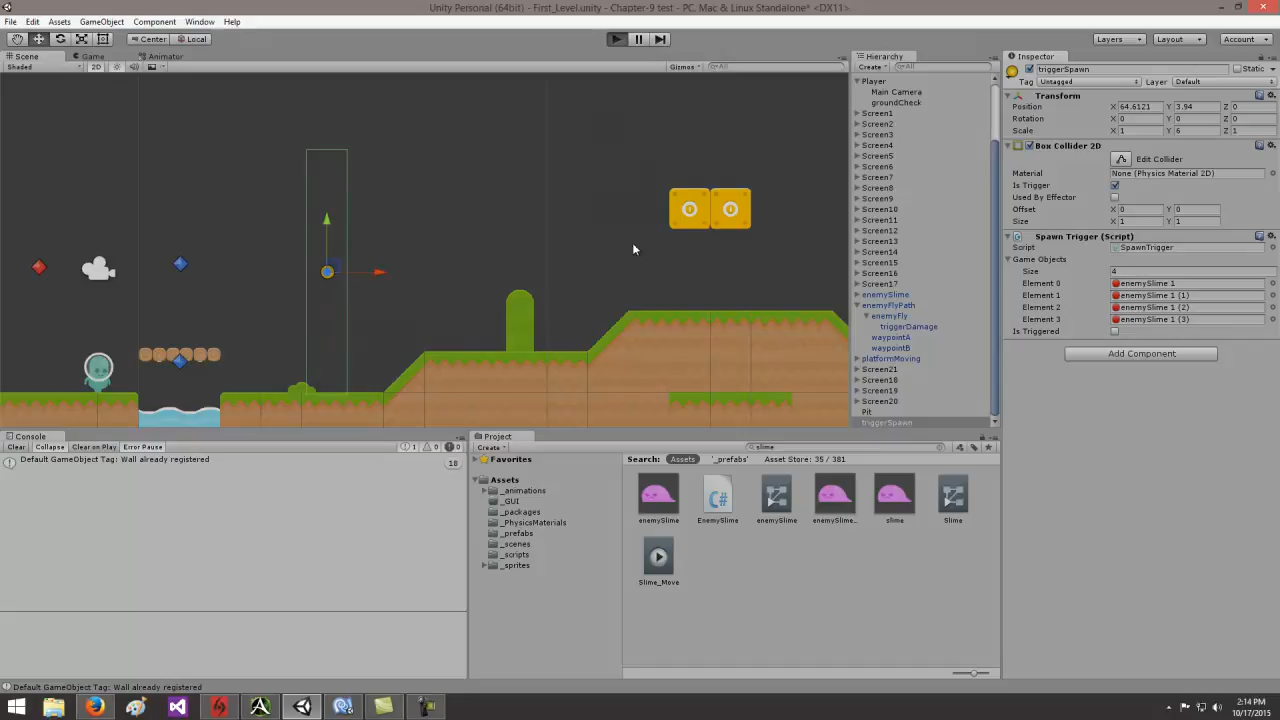 Unity Personal (64bit) - First_Level.unity - Chapter-9 test - PC, Mac & Linux Standalone* <DX11>
File Edit Assets GameObject Component Window Help
Center Local Layers Layout Account
Scene Game Animator
Shaded 2D Gizmos All
Hierarchy
Create All
Player
Main Camera
groundCheck
Screen1
Screen2
Screen3
Screen4
Screen5
Screen6
Screen7
Screen8
Screen9
Screen10
Screen11
Screen12
Screen13
Screen14
Screen15
Screen16
Screen17
enemySlime
enemyFlyPath
enemyFly
triggerDamage
waypointA
waypointB
platformMoving
Screen21
Screen18
Screen19
Screen20
Pit
triggerSpawn
Inspector
triggerSpawn Static
Tag Untagged Layer Default
Transform
Position X 64.6121 Y 3.94 Z 0
Rotation X 0 Y 0 Z 0
Scale X 1 Y 6 Z 1
Box Collider 2D
Edit Collider
Material None (Physics Material 2D)
Is Trigger
Used By Effector
Offset X 0 Y 0
Size X 1 Y 1
Spawn Trigger (Script)
Script SpawnTrigger
Game Objects
Size 4
Element 0 enemySlime 1
Element 1 enemySlime 1 (1)
Element 2 enemySlime 1 (2)
Element 3 enemySlime 1 (3)
Is Triggered
Add Component
Console
Clear Collapse Clear on Play Error Pause 1 0 0
Default GameObject Tag: Wall already registered 18
Project
Create slime
Favorites
Assets
_animations
_GUI
_packages
_PhysicsMaterials
_prefabs
_scenes
_scripts
_sprites
Search: Assets '_prefabs' Asset Store: 35 / 381
enemySlime EnemySlime enemySlime enemySlime... slime Slime
Slime_Move
Default GameObject Tag: Wall already registered
2:14 PM
10/17/2015